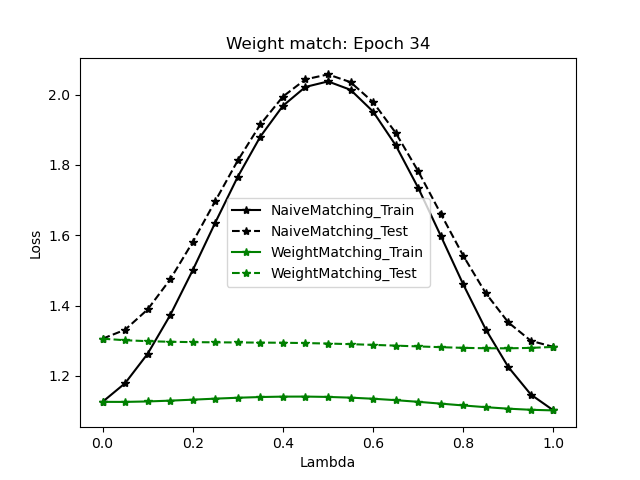 Weight match: Epoch 34
Loss
2.0
1.8
1.6
1.4
1.2
NaiveMatching_Train
NaiveMatching_Test
WeightMatching_Train
WeightMatching_Test
0.0 0.2 0.4 0.6 0.8 1.0
Lambda